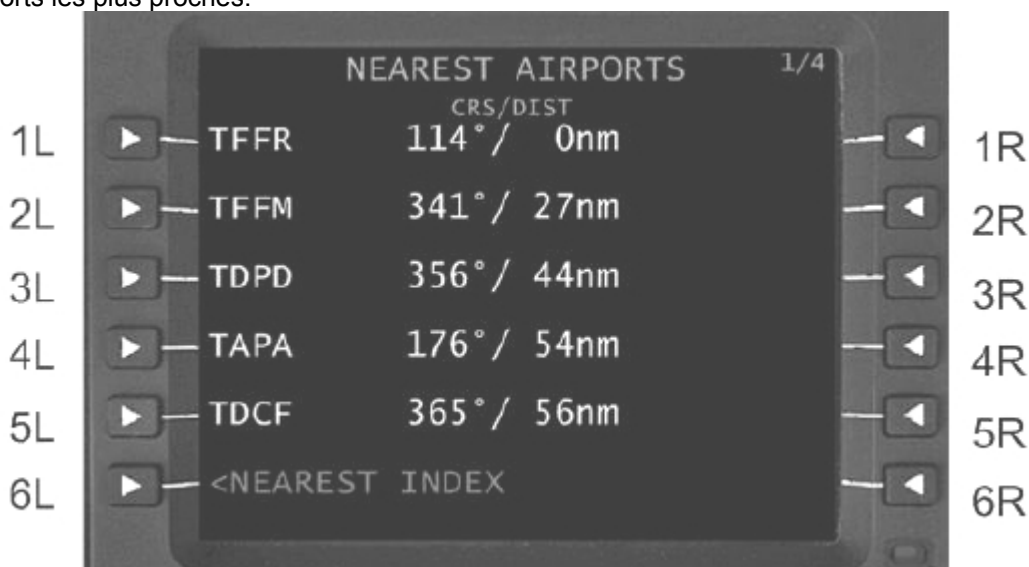 orts les plus proches.
NEAREST AIRPORTS 1/4
CRS/DIST
1L TFFR 114°/ 0nm 1R
2L TFFM 341°/ 27nm 2R
3L TDPD 356°/ 44nm 3R
4L TAPA 176°/ 54nm 4R
5L TDCF 365°/ 56nm 5R
6L <NEAREST INDEX 6R